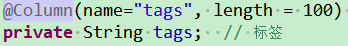 @Column(name="tags", length = 100)
private String tags;  // 标签